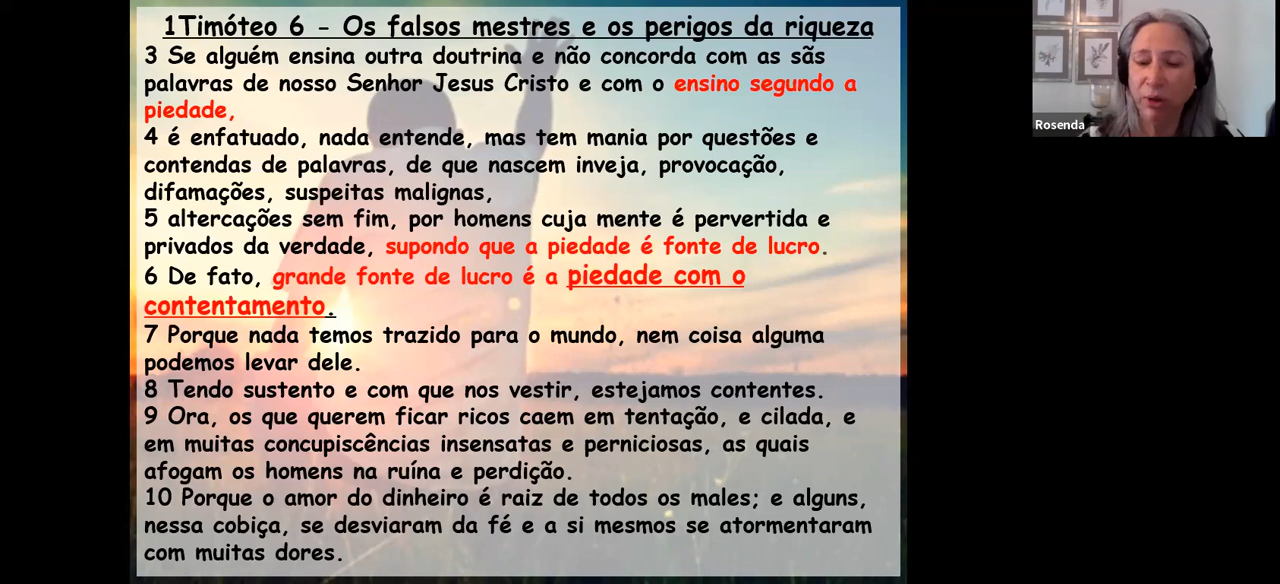 1Timóteo 6 - Os falsos mestres e os perigos da riqueza
3 Se alguém ensina outra doutrina e não concorda com as sãs
palavras de nosso Senhor Jesus Cristo e com o ensino segundo a
piedade,
4 é enfatuado, nada entende, mas tem mania por questões e
contendas de palavras, de que nascem inveja, provocação,
difamações, suspeitas malignas,
5 altercações sem fim, por homens cuja mente é pervertida e
privados da verdade, supondo que a piedade é fonte de lucro.
6 De fato, grande fonte de lucro é a piedade com o
contentamento.
7 Porque nada temos trazido para o mundo, nem coisa alguma
podemos levar dele.
8 Tendo sustento e com que nos vestir, estejamos contentes.
9 Ora, os que querem ficar ricos caem em tentação, e cilada, e
em muitas concupiscências insensatas e perniciosas, as quais
afogam os homens na ruína e perdição.
10 Porque o amor do dinheiro é raiz de todos os males; e alguns,
nessa cobiça, se desviaram da fé e a si mesmos se atormentaram
com muitas dores.
Rosenda